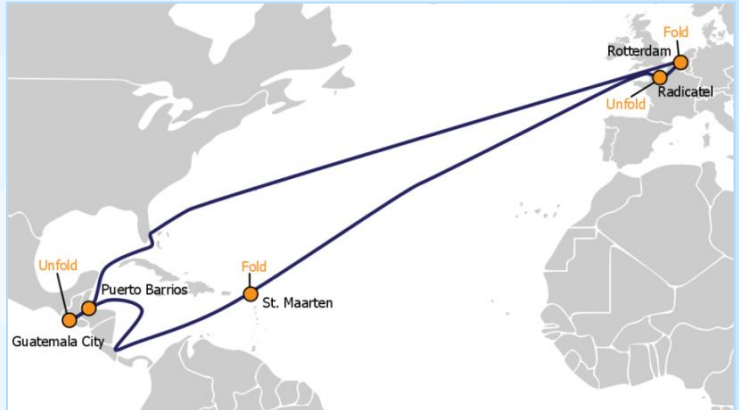 Fold
Rotterdam
Radicatel
Unfold
Unfold
Fold
Puerto Barrios
St. Maarten
Guatemala City